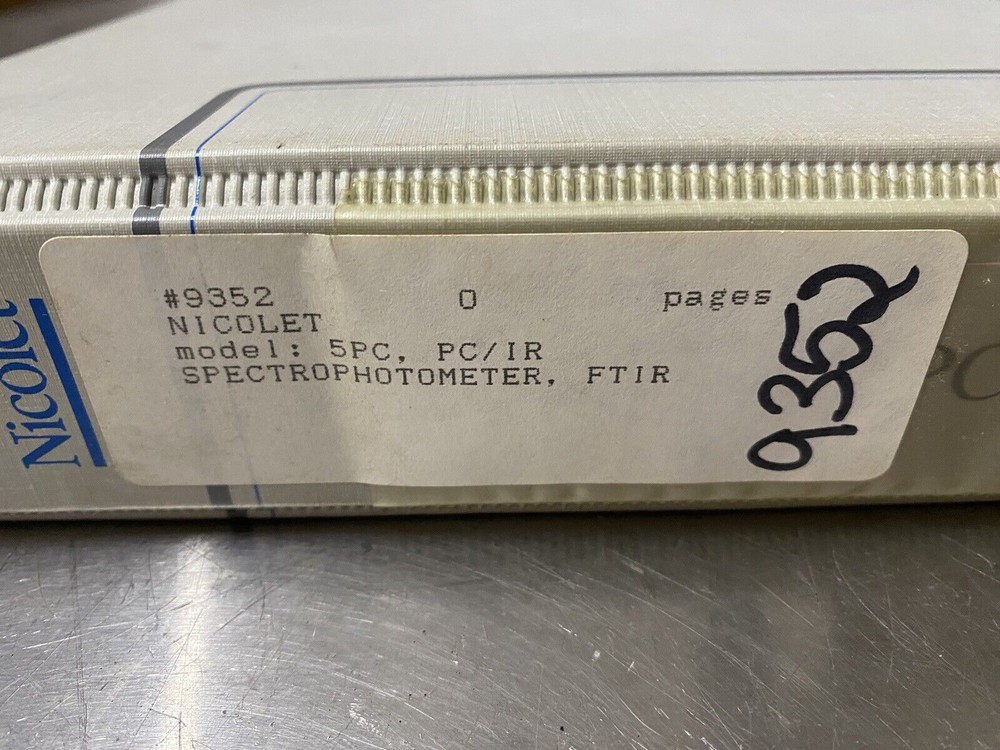 Nicolet
#9352 0 pages
NICOLET
model: 5PC, PC/IR
SPECTROPHOTOMETER, FTIR
9352